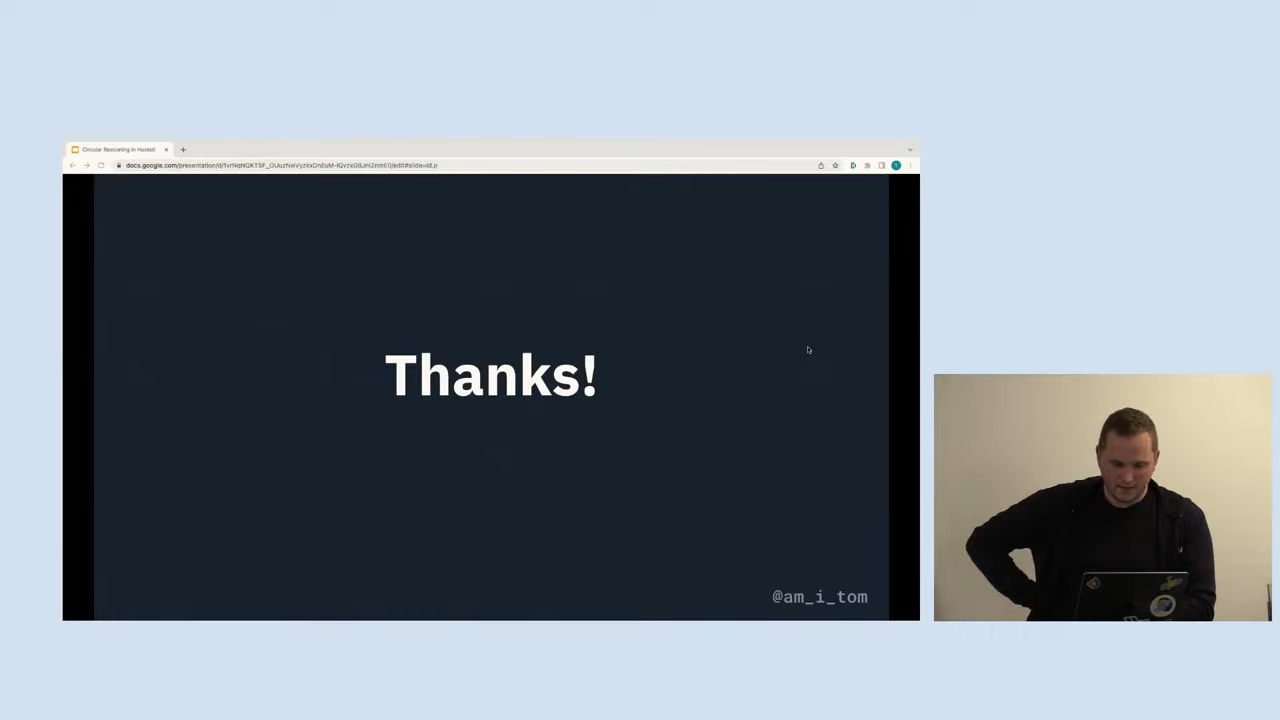 Circular Reasoning in Haskell
Thanks!
@am_i_tom